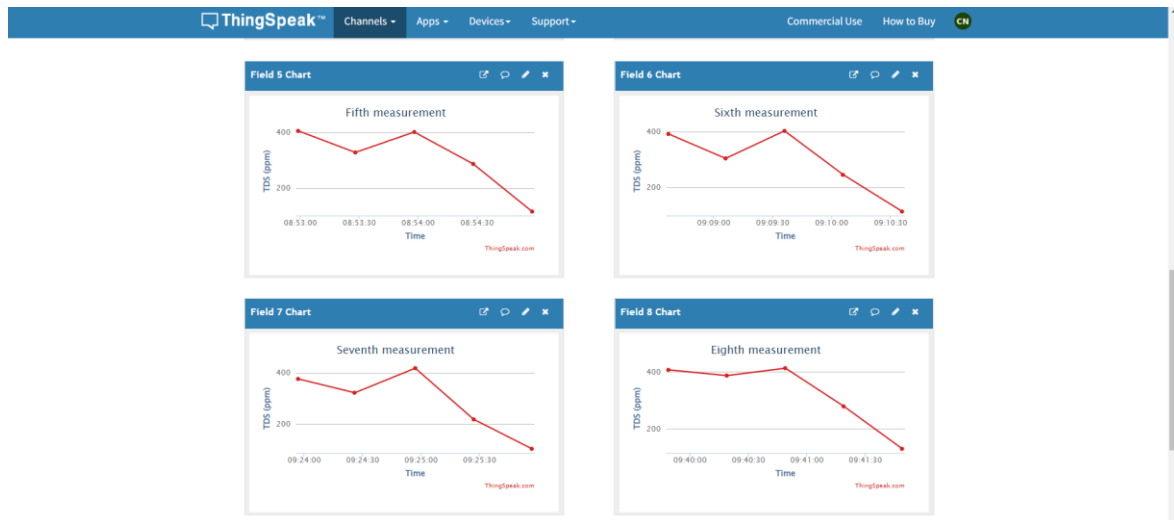 ThingSpeak™ Channels Apps Devices Support Commercial Use How to Buy CN
Field 5 Chart
Fifth measurement
TDS (ppm)
400
200
08:53:00 08:53:30 08:54:00 08:54:30
Time
ThingSpeak.com
Field 6 Chart
Sixth measurement
TDS (ppm)
400
200
09:09:00 09:09:30 09:10:00 09:10:30
Time
ThingSpeak.com
Field 7 Chart
Seventh measurement
TDS (ppm)
400
200
09:24:00 09:24:30 09:25:00 09:25:30
Time
ThingSpeak.com
Field 8 Chart
Eighth measurement
TDS (ppm)
400
200
09:40:00 09:40:30 09:41:00 09:41:30
Time
ThingSpeak.com